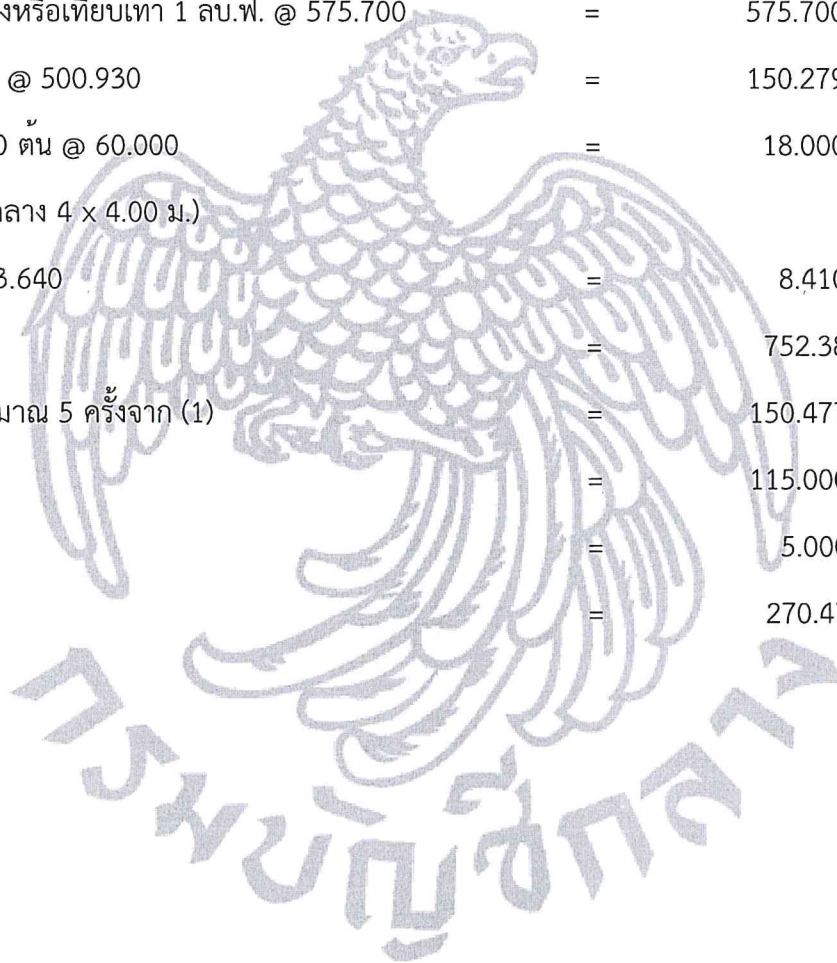 งหรือเทียบเท่า 1 ลบ.ฟ. @ 575.700 = 575.700
@ 500.930 = 150.279
0 ต้น @ 60.000 = 18.000
กลาง 4 x 4.00 ม.)
3.640 = 8.410
= 752.38
มาณ 5 ครั้งจาก (1) = 150.477
= 115.000
= 5.000
= 270.47
กรมบัญชีกลาง